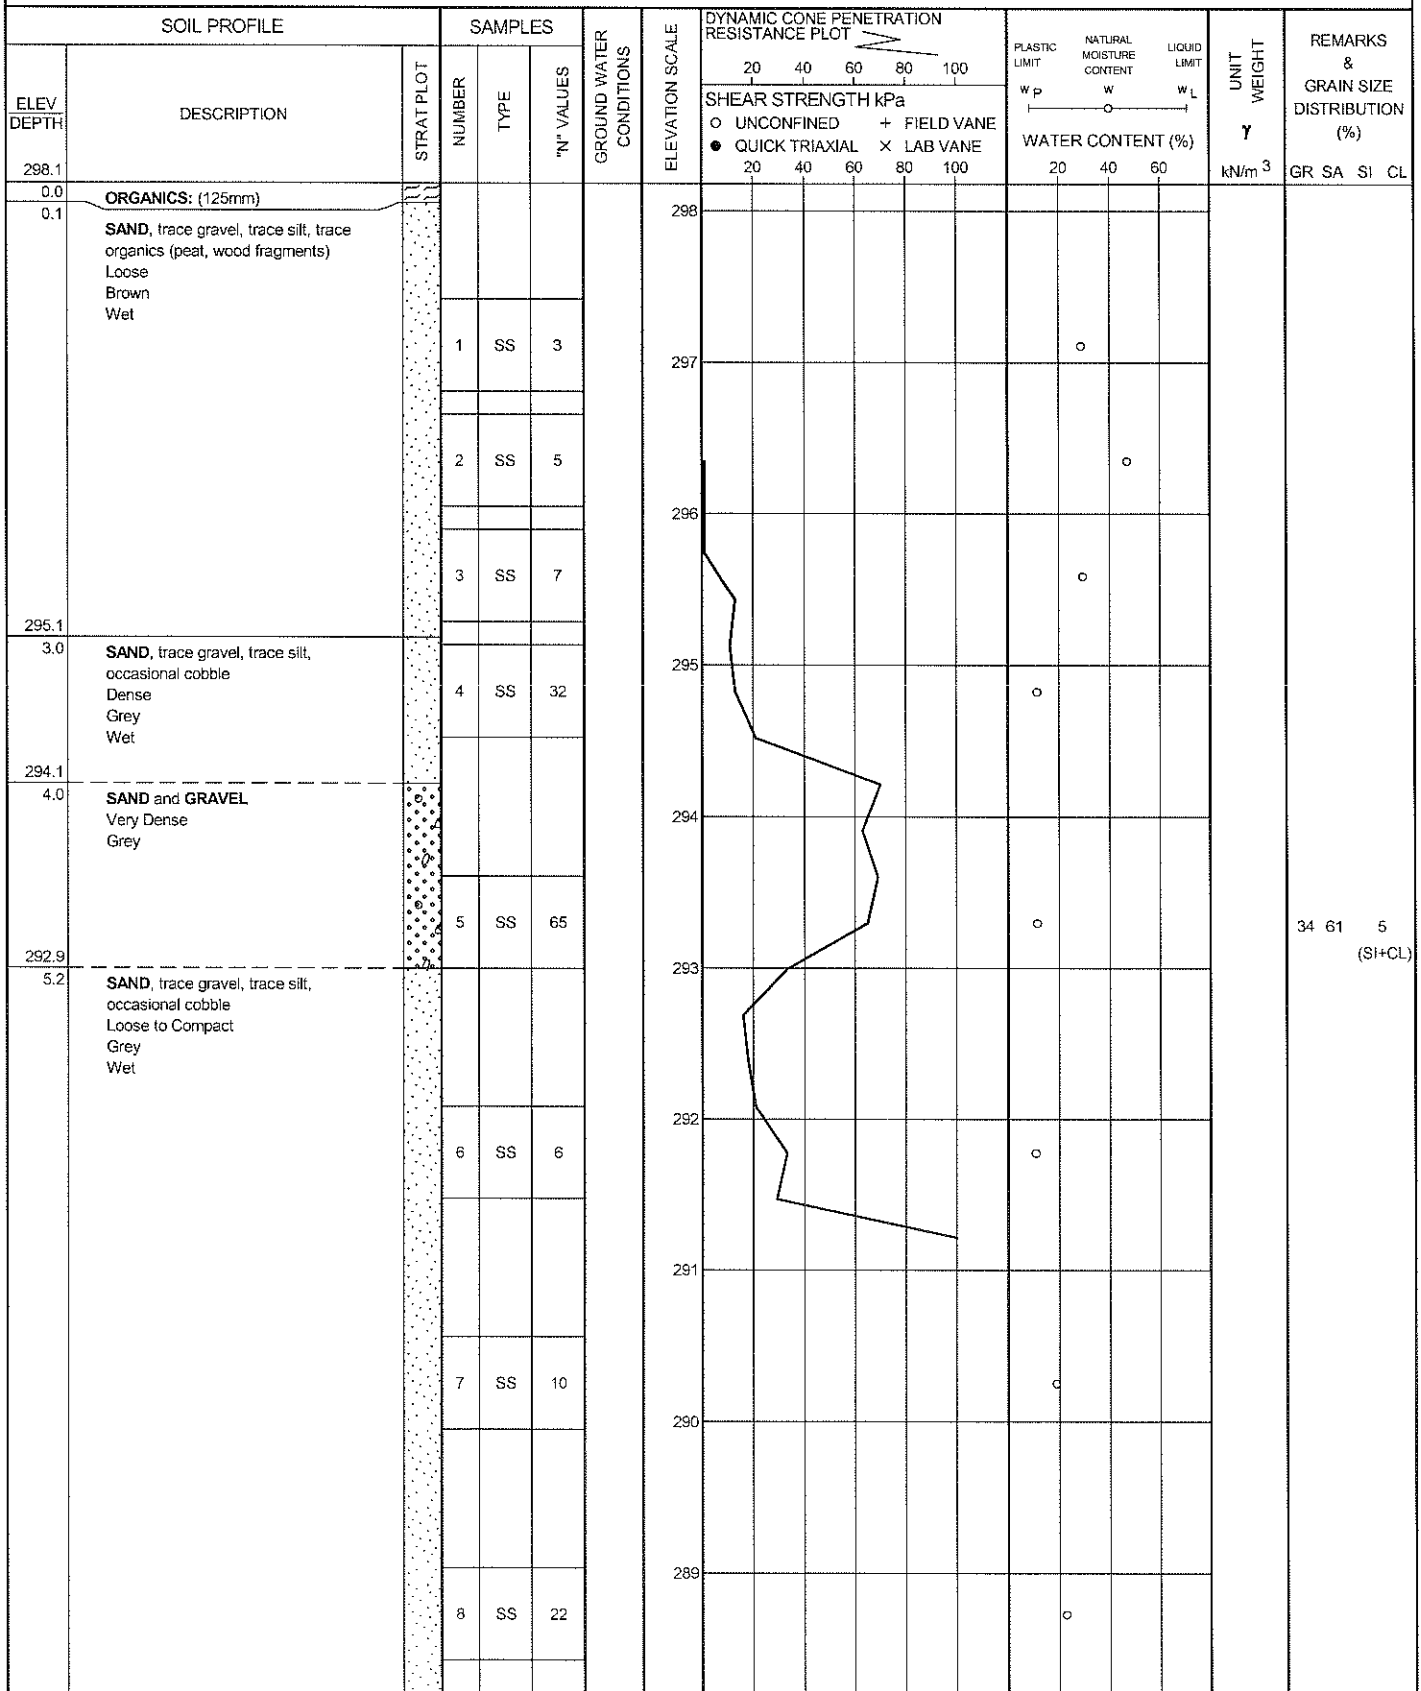 SOIL PROFILE
SAMPLES
GROUND WATER
CONDITIONS
ELEVATION SCALE
DYNAMIC CONE PENETRATION
RESISTANCE PLOT
20 40 60 80 100
SHEAR STRENGTH kPa
○ UNCONFINED + FIELD VANE
● QUICK TRIAXIAL × LAB VANE
PLASTIC
LIMIT
NATURAL
MOISTURE
CONTENT
LIQUID
LIMIT
wP w wL
WATER CONTENT (%)
20 40 60
UNIT
WEIGHT
γ
kN/m³
REMARKS
&
GRAIN SIZE
DISTRIBUTION
(%)
GR SA SI CL
ELEV
DEPTH
DESCRIPTION
STRAT PLOT
NUMBER
TYPE
"N" VALUES
298.1
0.0
ORGANICS: (125mm)
0.1
298
SAND, trace gravel, trace silt, trace
organics (peat, wood fragments)
Loose
Brown
Wet
1 SS 3
297
2 SS 5
296
3 SS 7
295.1
3.0
SAND, trace gravel, trace silt,
occasional cobble
Dense
Grey
Wet
295
4 SS 32
294.1
4.0
SAND and GRAVEL
Very Dense
Grey
294
5 SS 65
34 61 5
(SI+CL)
292.9
293
5.2
SAND, trace gravel, trace silt,
occasional cobble
Loose to Compact
Grey
Wet
292
6 SS 6
291
7 SS 10
290
289
8 SS 22